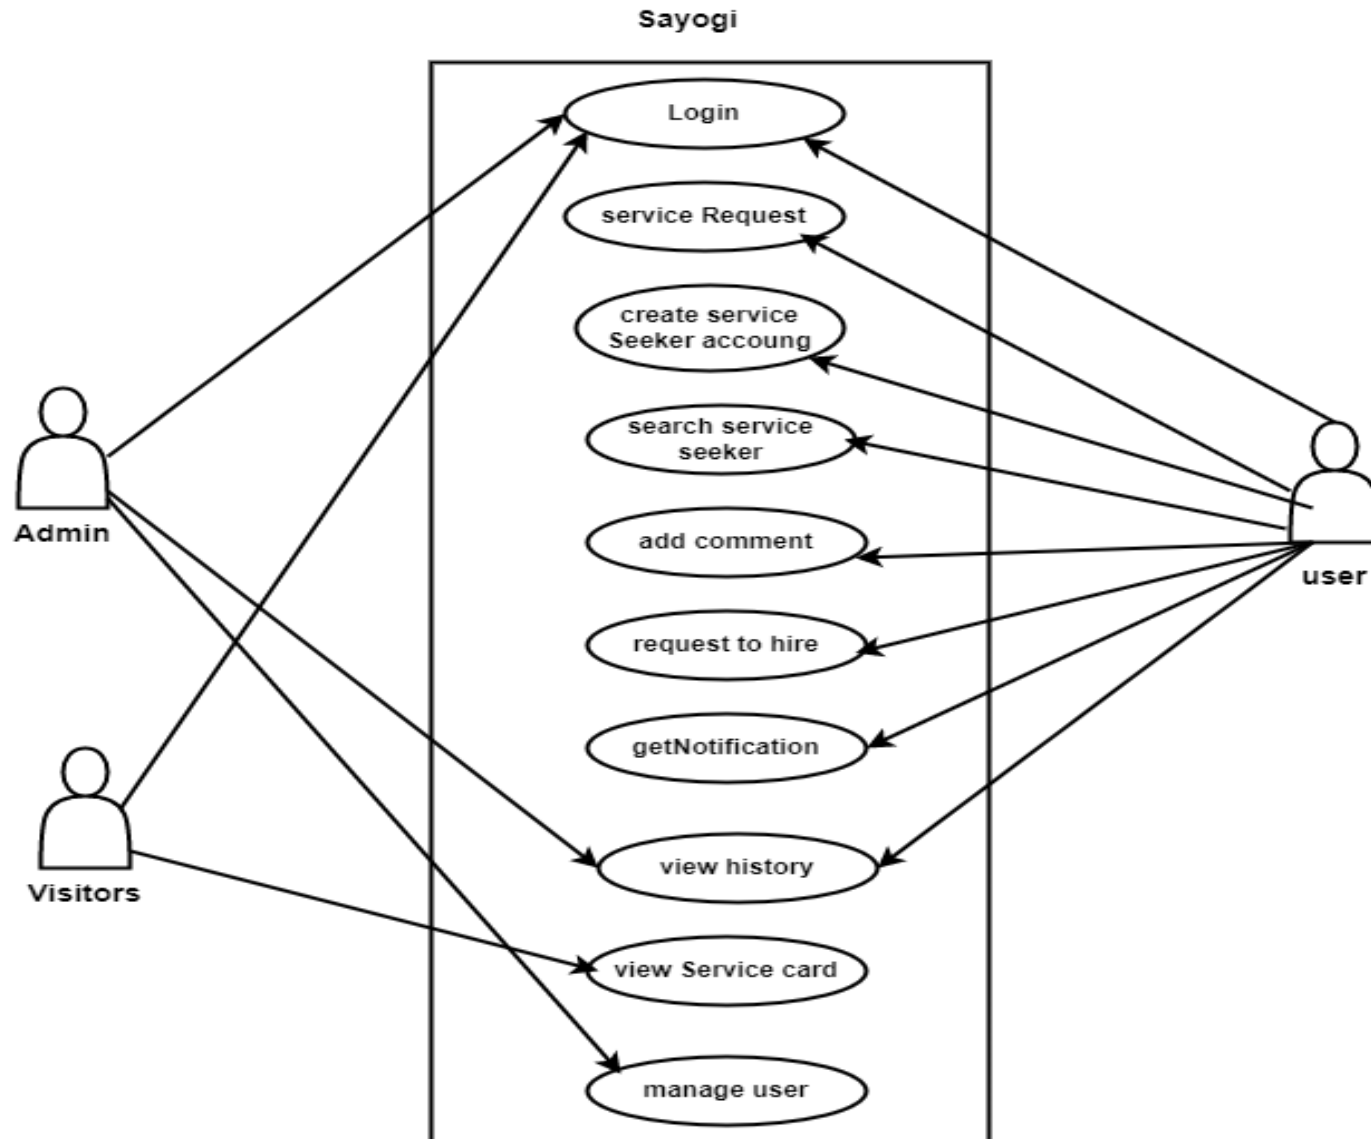 Sayogi
Login
service Request
create service
Seeker accoung
search service
seeker
Admin
add comment
user
request to hire
getNotification
view history
Visitors
view Service card
manage user